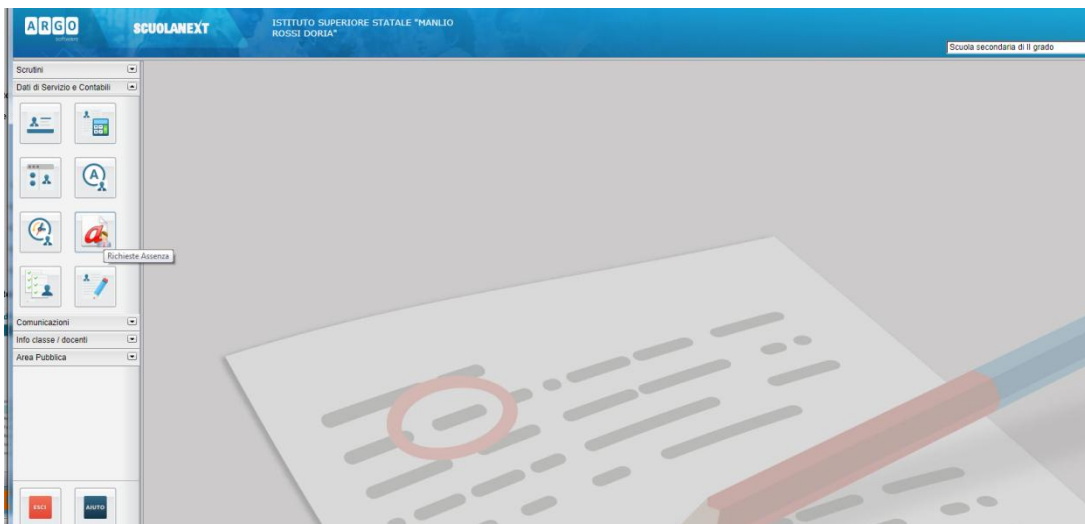 ARGO
software
SCUOLANEXT
ISTITUTO SUPERIORE STATALE "MANLIO
ROSSI DORIA"
Scuola secondaria di II grado
Scrutini
Dati di Servizio e Contabili
A
a
Richieste Assenza
Comunicazioni
Info classe / docenti
Area Pubblica
ESCI
AIUTO